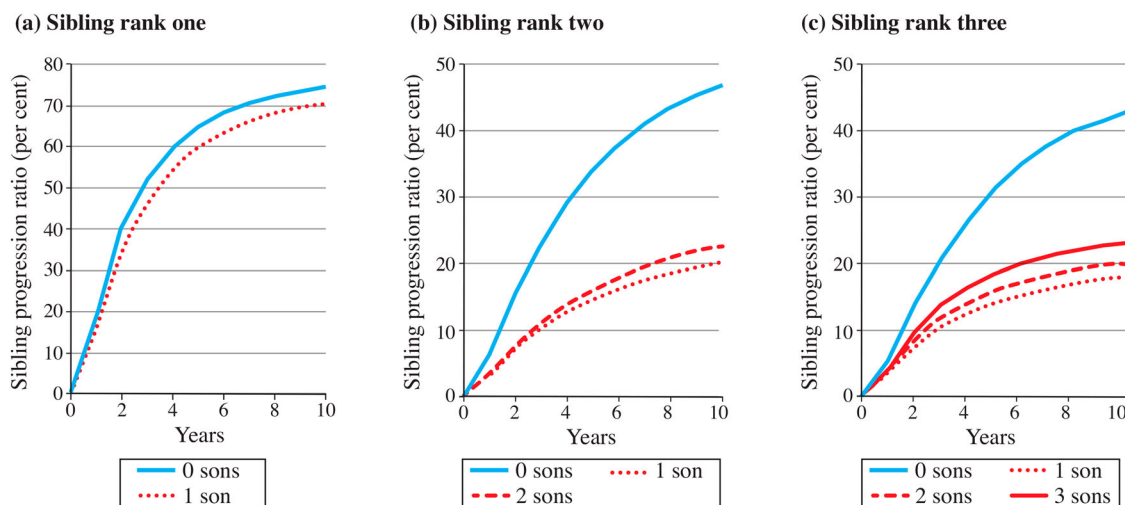 (a) Sibling rank one
Sibling progression ratio (per cent)
80
70
60
50
40
30
20
10
0
0 2 4 6 8 10
Years
0 sons
1 son
(b) Sibling rank two
Sibling progression ratio (per cent)
50
40
30
20
10
0
0 2 4 6 8 10
Years
0 sons 1 son
2 sons
(c) Sibling rank three
Sibling progression ratio (per cent)
50
40
30
20
10
0
0 2 4 6 8 10
Years
0 sons 1 son
2 sons 3 sons